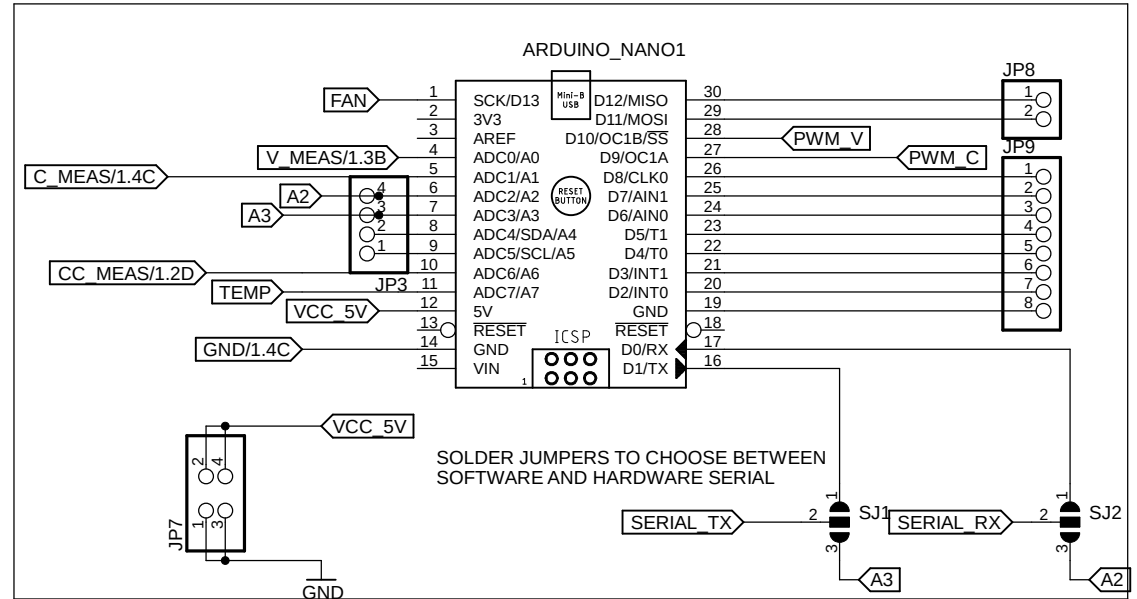 ARDUINO_NANO1
JP8
FAN
1
SCK/D13
Mini-B
USB
D12/MISO
30
1
2
3V3
D11/MOSI
29
2
3
AREF
D10/OC1B/SS
28
PWM_V
JP9
V_MEAS/1.3B
4
ADC0/A0
D9/OC1A
27
PWM_C
C_MEAS/1.4C
5
ADC1/A1
D8/CLK0
26
1
A2
4
6
ADC2/A2
RESET
BUTTON
D7/AIN1
25
2
A3
3
7
ADC3/A3
D6/AIN0
24
3
2
8
ADC4/SDA/A4
D5/T1
23
4
1
9
ADC5/SCL/A5
D4/T0
22
5
CC_MEAS/1.2D
10
ADC6/A6
D3/INT1
21
6
TEMP
JP3
11
ADC7/A7
D2/INT0
20
7
VCC_5V
12
5V
GND
19
8
13
RESET
RESET
18
GND/1.4C
14
GND
ICSP
D0/RX
17
15
VIN
1
D1/TX
16
VCC_5V
2
4
1
3
JP7
GND
SOLDER JUMPERS TO CHOOSE BETWEEN
SOFTWARE AND HARDWARE SERIAL
SERIAL_TX
1
2
3
SJ1
A3
SERIAL_RX
1
2
3
SJ2
A2